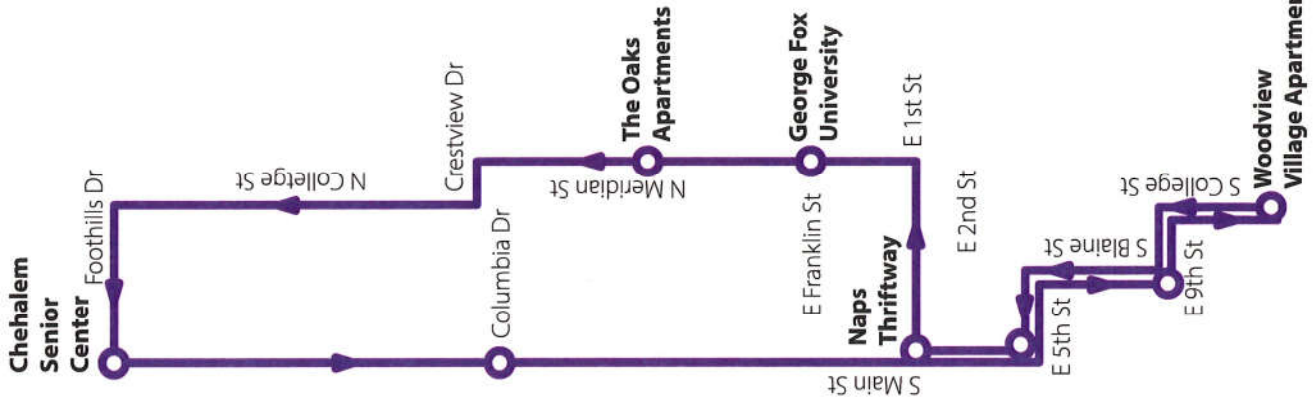 Chehalem
Senior
Center
Foothills Dr
N Colletge St
Crestview Dr
Columbia Dr
N Meridian St
The Oaks
Apartments
George Fox
University
E Franklin St
E 1st St
E 2nd St
Naps
Thriftway
S Main St
E 5th St
S Blaine St
E 9th St
S College St
Woodview
Village